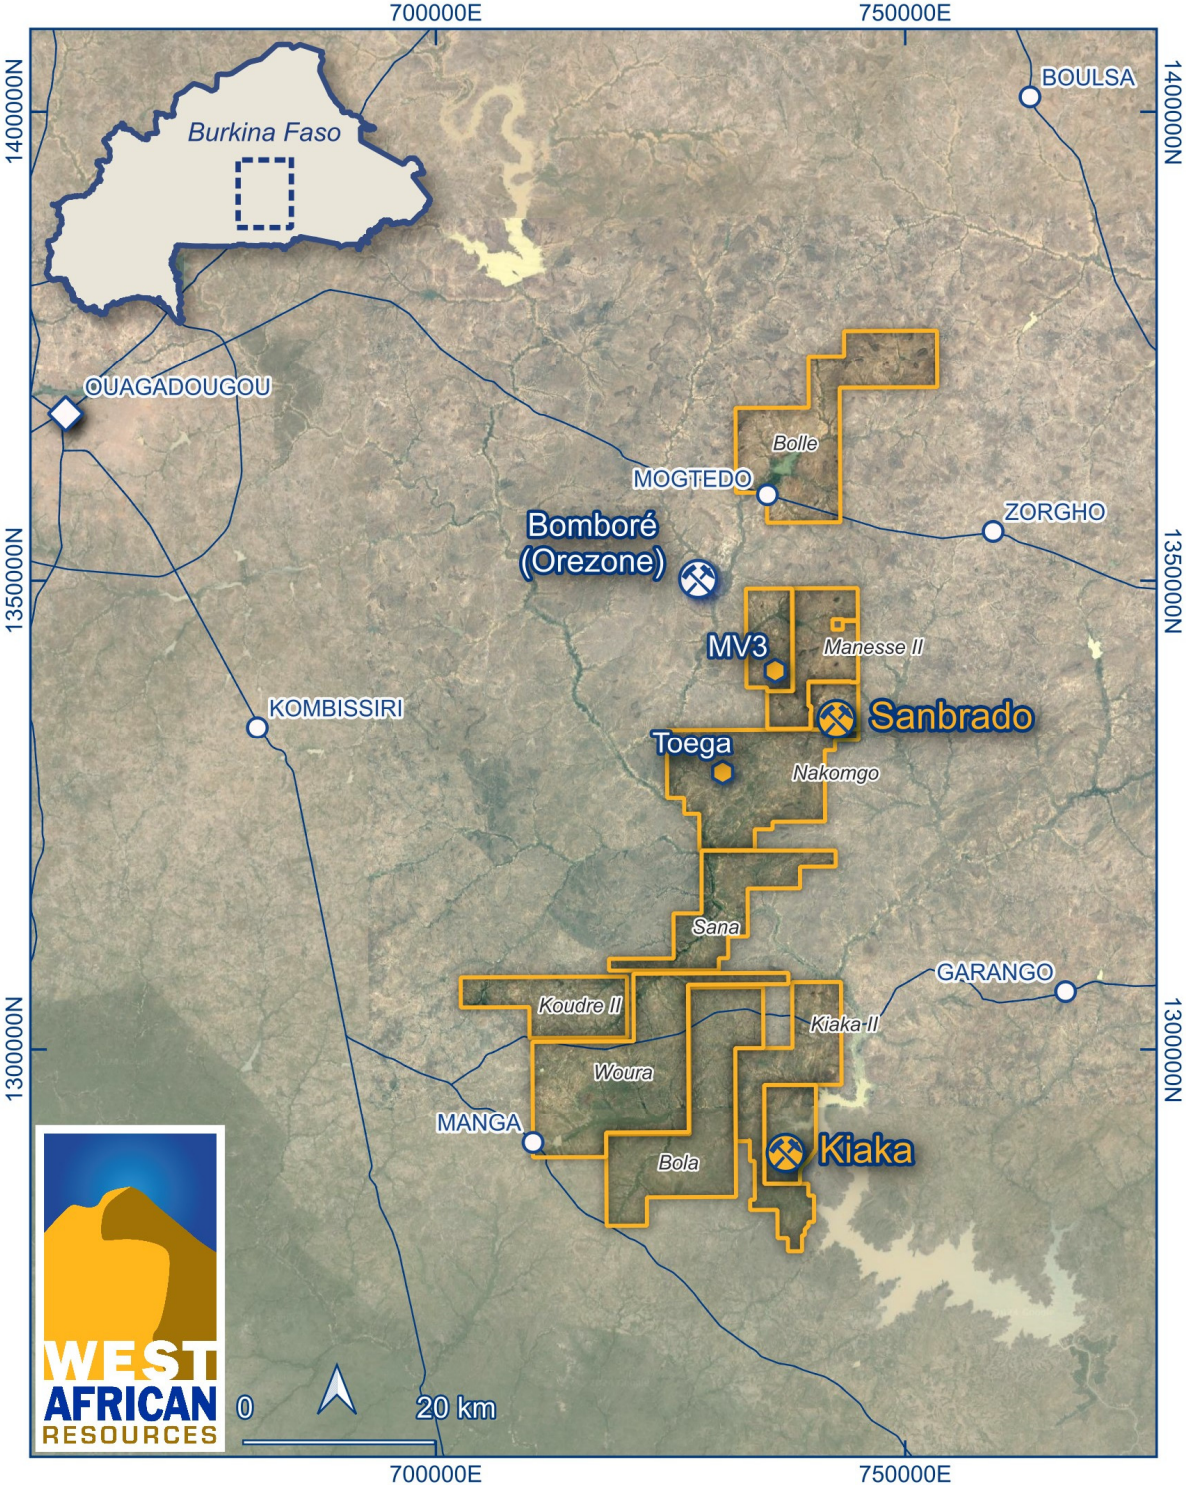 700000E
750000E
1400000N
1400000N
BOULSA
Burkina Faso
OUAGADOUGOU
Bolle
MOGTEDO
ZORGHO
Bomboré
(Orezone)
1350000N
1350000N
MV3
Manesse II
KOMBISSIRI
Sanbrado
Toega
Nakomgo
Sana
GARANGO
Koudre II
Kiaka II
1300000N
1300000N
Woura
MANGA
Kiaka
Bola
WEST
AFRICAN
RESOURCES
0
20 km
700000E
750000E